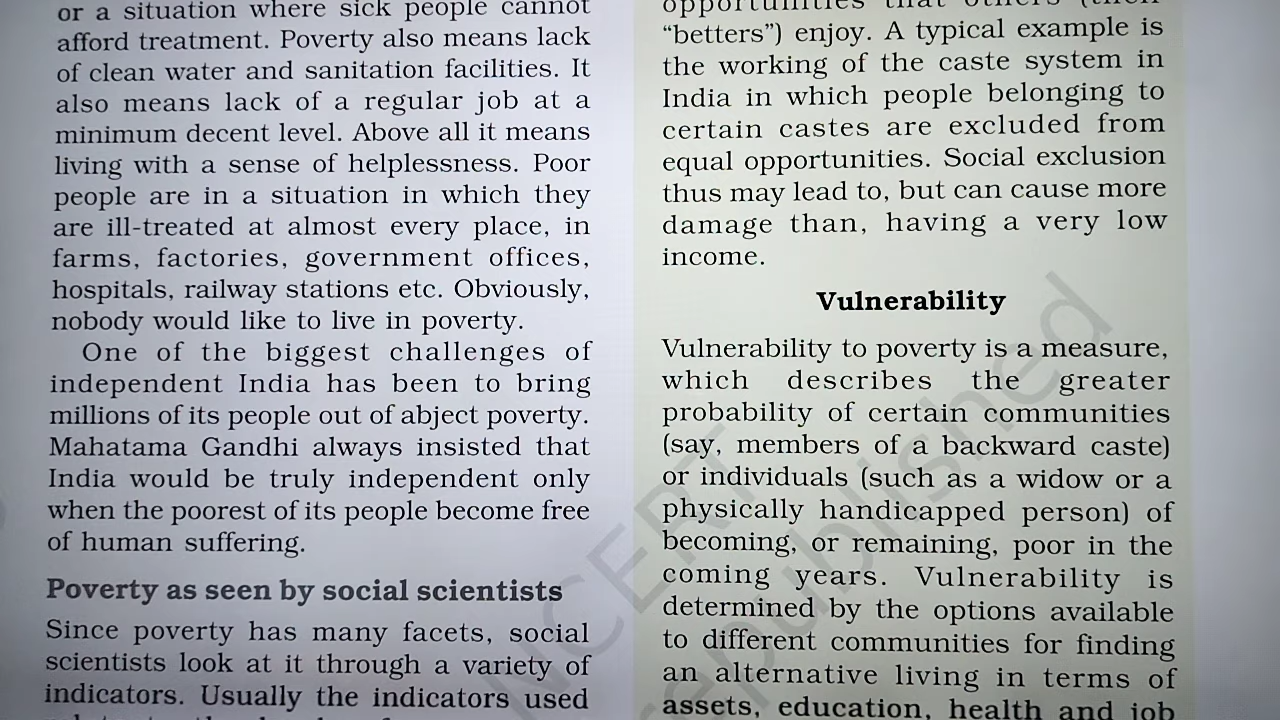 or a situation where sick people cannot
afford treatment. Poverty also means lack
of clean water and sanitation facilities. It
also means lack of a regular job at a
minimum decent level. Above all it means
living with a sense of helplessness. Poor
people are in a situation in which they
are ill-treated at almost every place, in
farms, factories, government offices,
hospitals, railway stations etc. Obviously,
nobody would like to live in poverty.
One of the biggest challenges of
independent India has been to bring
millions of its people out of abject poverty.
Mahatama Gandhi always insisted that
India would be truly independent only
when the poorest of its people become free
of human suffering.
Poverty as seen by social scientists
Since poverty has many facets, social
scientists look at it through a variety of
indicators. Usually the indicators used
opportunities that others (their
“betters”) enjoy. A typical example is
the working of the caste system in
India in which people belonging to
certain castes are excluded from
equal opportunities. Social exclusion
thus may lead to, but can cause more
damage than, having a very low
income.
Vulnerability
Vulnerability to poverty is a measure,
which describes the greater
probability of certain communities
(say, members of a backward caste)
or individuals (such as a widow or a
physically handicapped person) of
becoming, or remaining, poor in the
coming years. Vulnerability is
determined by the options available
to different communities for finding
an alternative living in terms of
assets, education, health and job
NCERT
republished